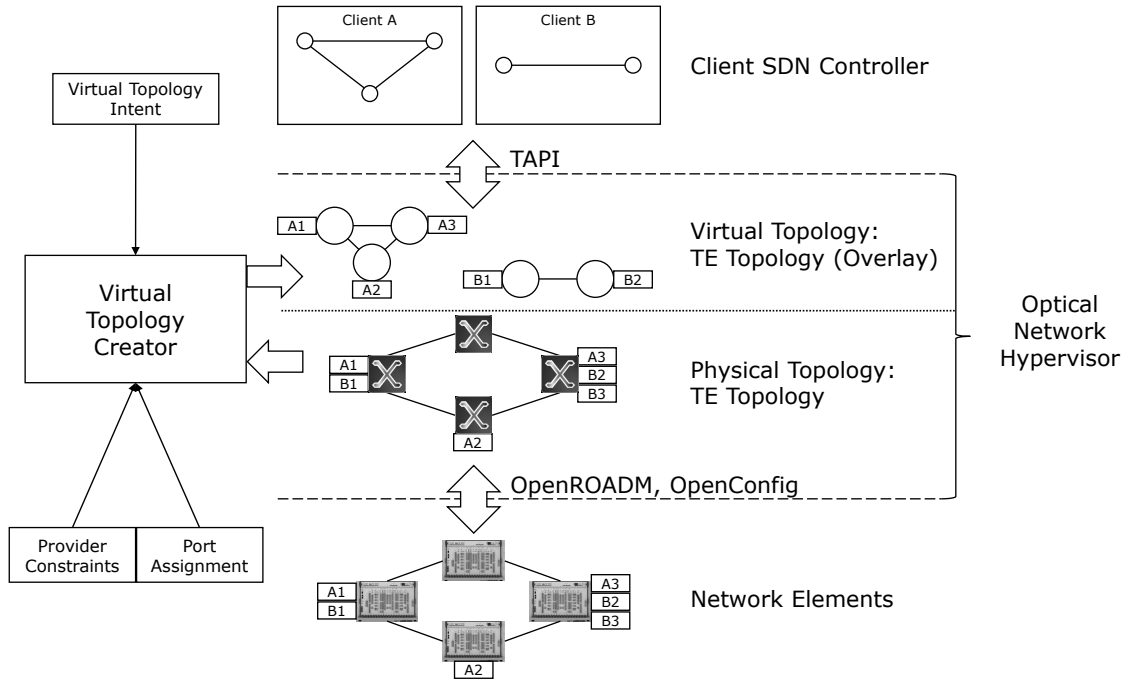 Client A
Client B
Client SDN Controller
Virtual Topology
Intent
TAPI
A1
A3
A2
B1
B2
Virtual Topology:
TE Topology (Overlay)
Virtual
Topology
Creator
Optical
Network
Hypervisor
A1
B1
A3
B2
B3
A2
Physical Topology:
TE Topology
OpenROADM, OpenConfig
Provider
Constraints
Port
Assignment
A1
B1
A3
B2
B3
A2
Network Elements